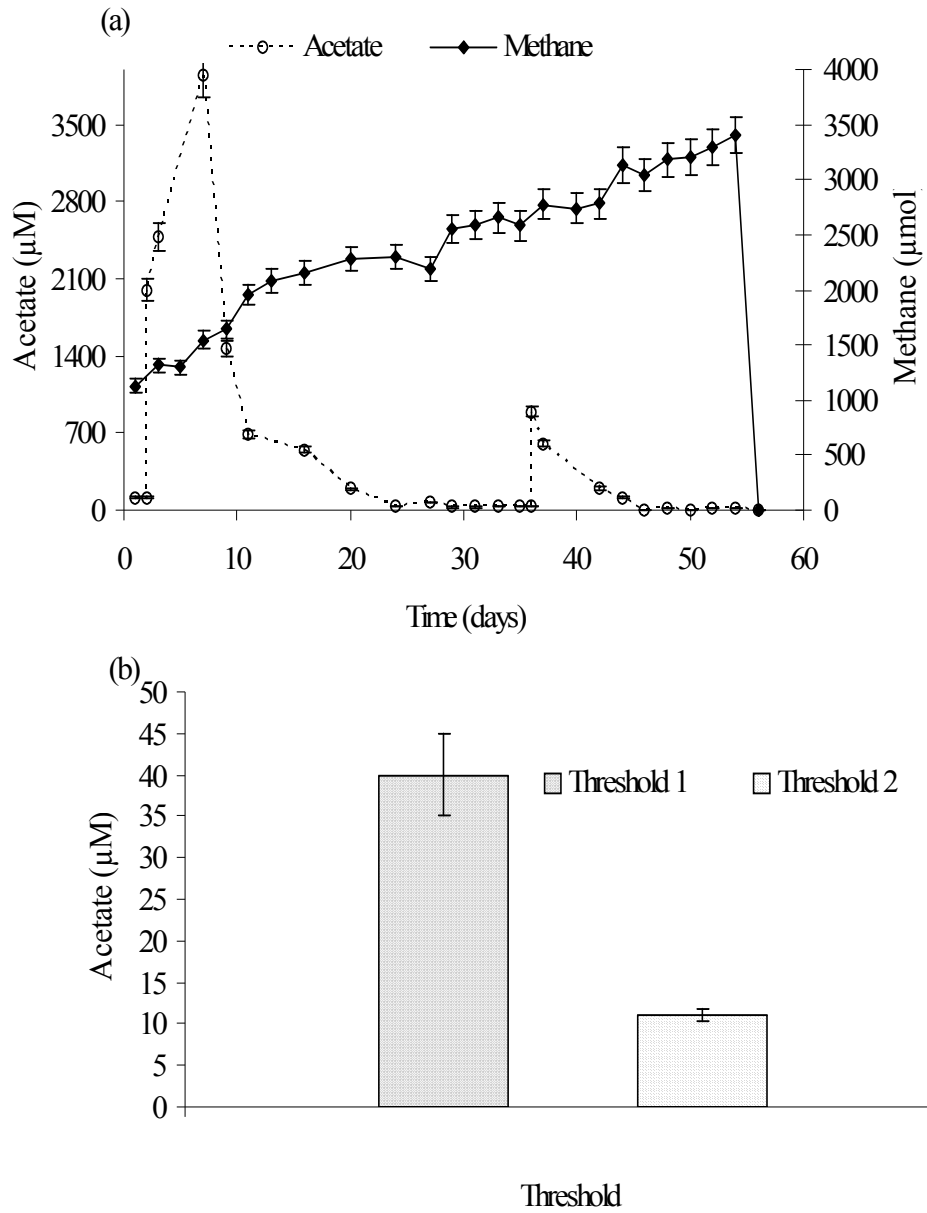 (a)
Acetate Methane
4000
3500 3500
3000
2800
2500
2100
2000
1400 1500
1000
700
500
0 0
Acetate (µM)
Methane (µmol
0 10 20 30 40 50 60
Time (days)
(b)
50
45
40
35
30
25
20
15
10
5
0
Acetate (µM)
Threshold 1 Threshold 2
Threshold